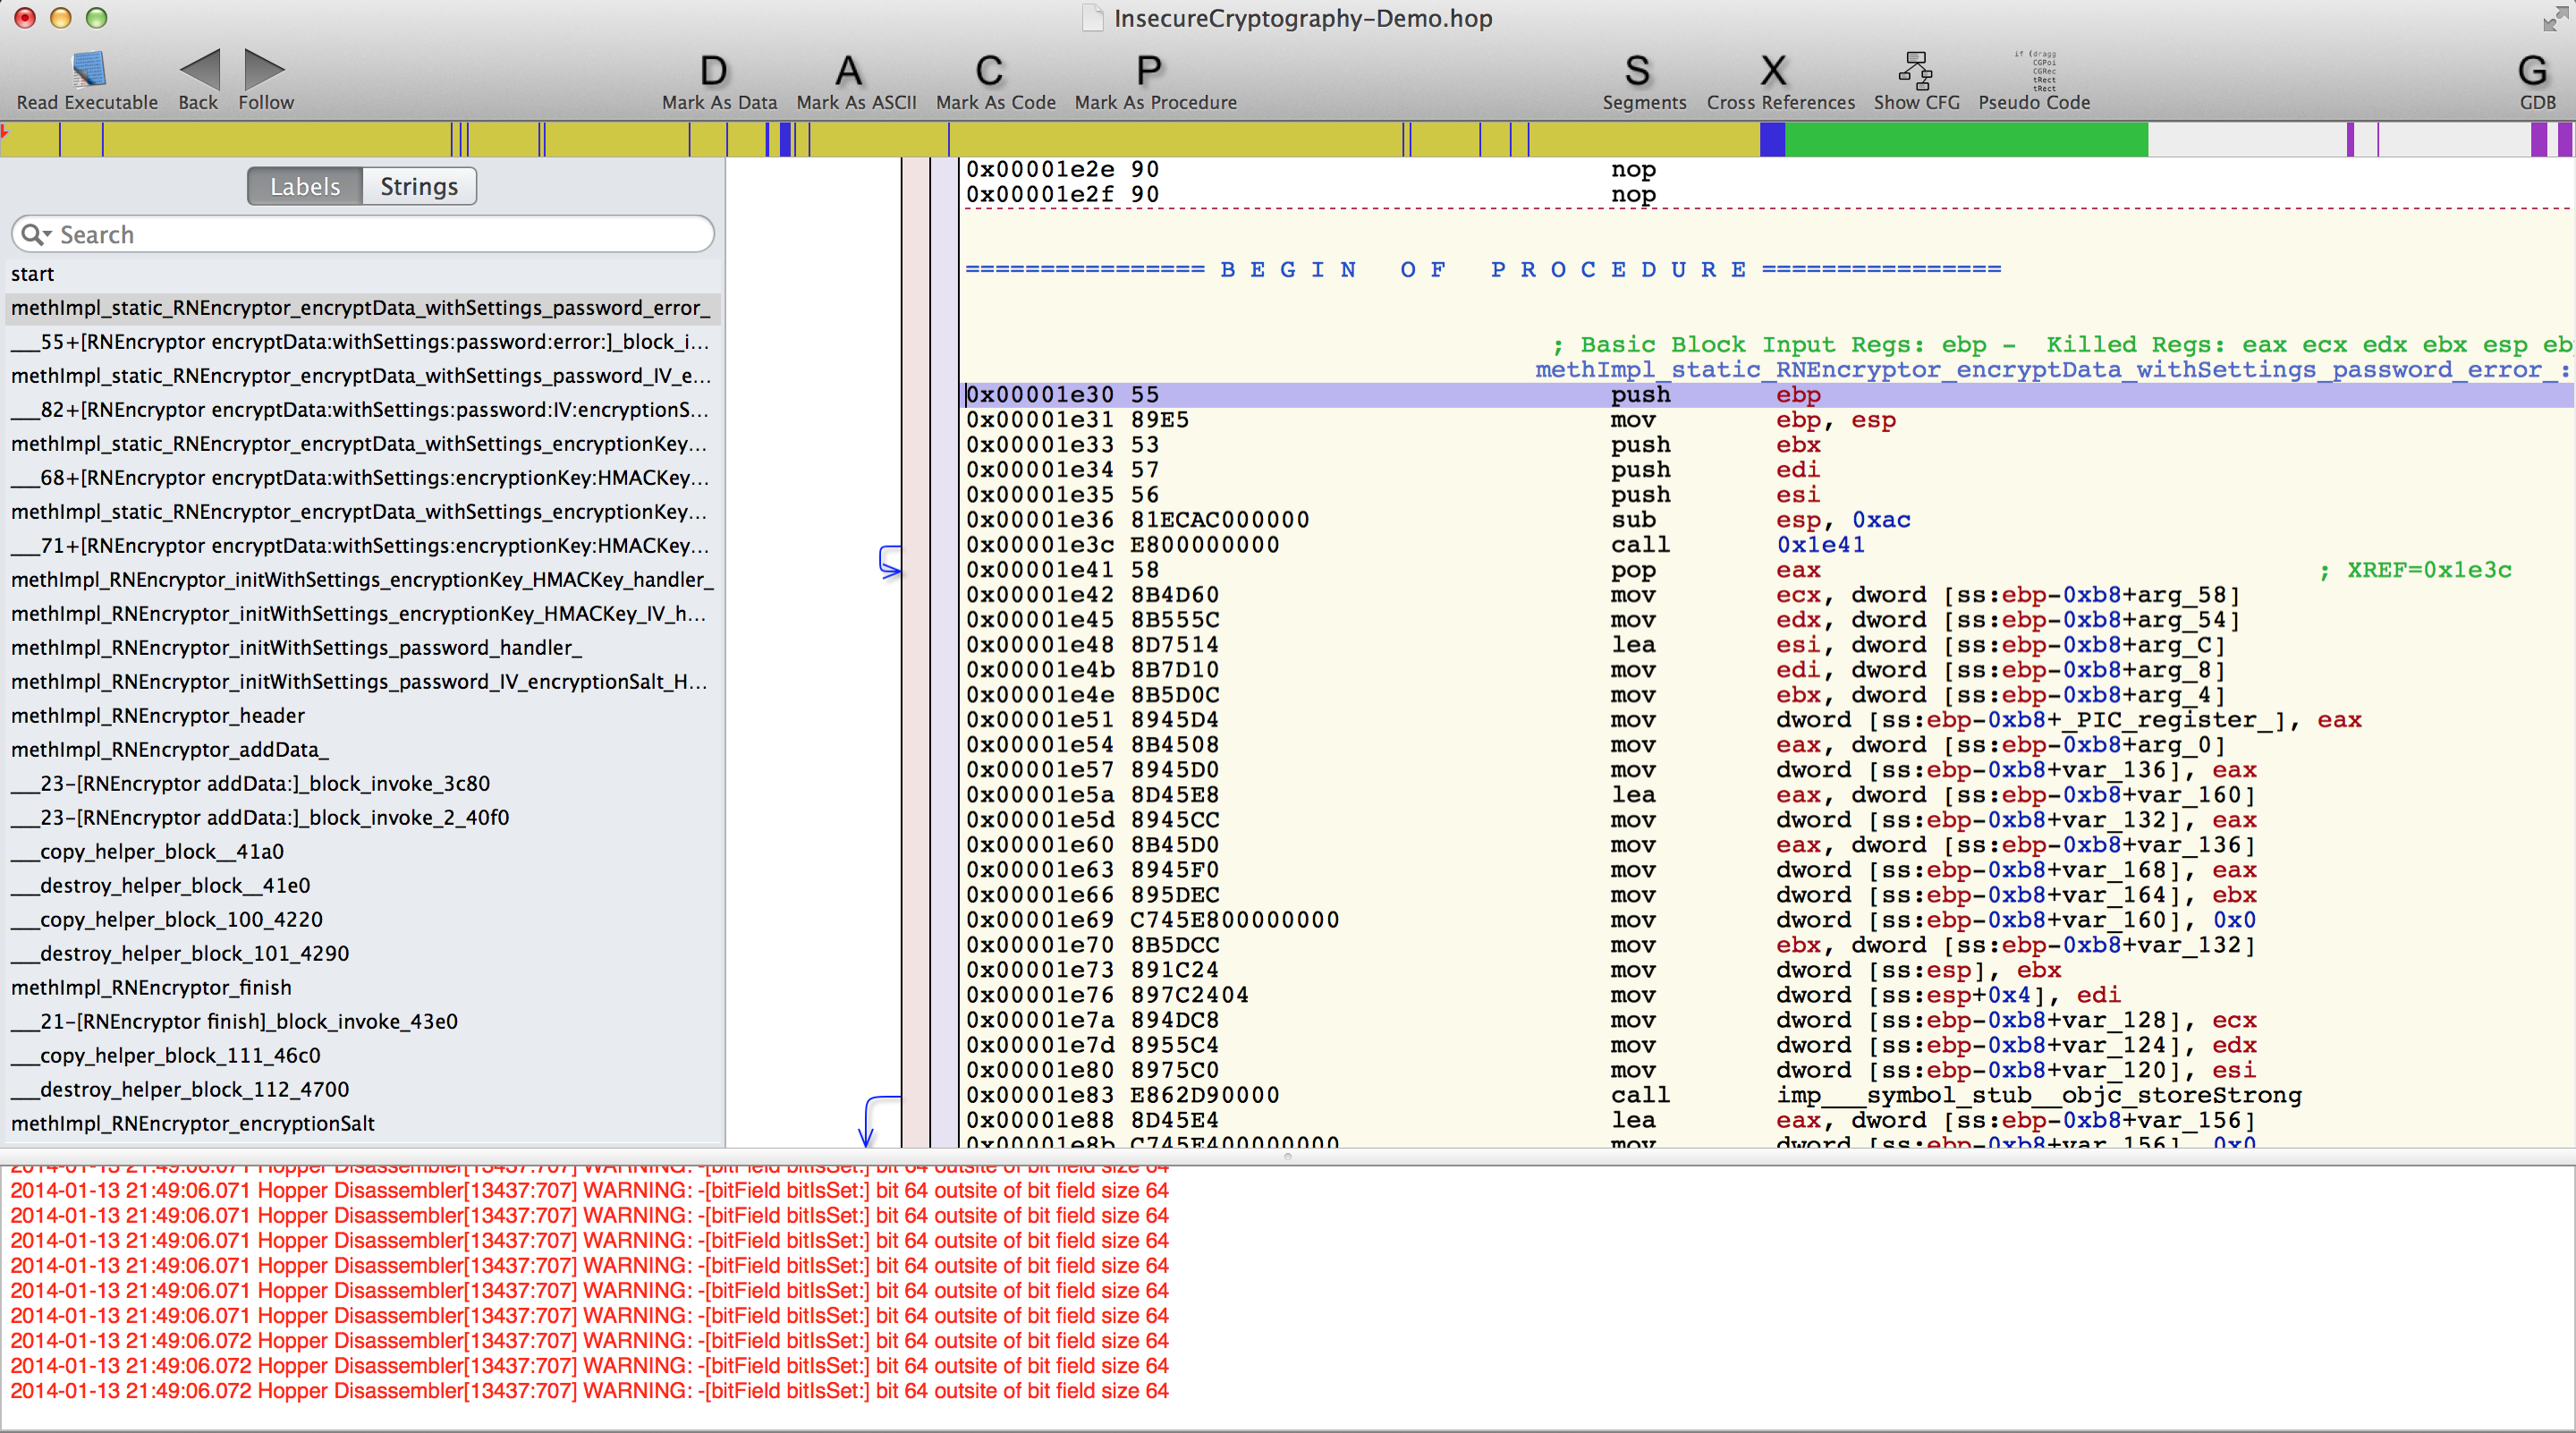 InsecureCryptography-Demo.hop
D A C P S X G
if (dragg
CGPoi
CGRec
tRect
tRect
Read Executable Back Follow Mark As Data Mark As ASCII Mark As Code Mark As Procedure Segments Cross References Show CFG Pseudo Code GDB
Labels Strings
Search
start
methImpl_static_RNEncryptor_encryptData_withSettings_password_error_
___55+[RNEncryptor encryptData:withSettings:password:error:]_block_i...
methImpl_static_RNEncryptor_encryptData_withSettings_password_IV_e...
___82+[RNEncryptor encryptData:withSettings:password:IV:encryptionS...
methImpl_static_RNEncryptor_encryptData_withSettings_encryptionKey...
___68+[RNEncryptor encryptData:withSettings:encryptionKey:HMACKey...
methImpl_static_RNEncryptor_encryptData_withSettings_encryptionKey...
___71+[RNEncryptor encryptData:withSettings:encryptionKey:HMACKey...
methImpl_RNEncryptor_initWithSettings_encryptionKey_HMACKey_handler_
methImpl_RNEncryptor_initWithSettings_encryptionKey_HMACKey_IV_h...
methImpl_RNEncryptor_initWithSettings_password_handler_
methImpl_RNEncryptor_initWithSettings_password_IV_encryptionSalt_H...
methImpl_RNEncryptor_header
methImpl_RNEncryptor_addData_
___23-[RNEncryptor addData:]_block_invoke_3c80
___23-[RNEncryptor addData:]_block_invoke_2_40f0
___copy_helper_block__41a0
___destroy_helper_block__41e0
___copy_helper_block_100_4220
___destroy_helper_block_101_4290
methImpl_RNEncryptor_finish
___21-[RNEncryptor finish]_block_invoke_43e0
___copy_helper_block_111_46c0
___destroy_helper_block_112_4700
methImpl_RNEncryptor_encryptionSalt
0x00001e2e 90 nop
0x00001e2f 90 nop
================ B E G I N   O F   P R O C E D U R E ================
; Basic Block Input Regs: ebp -  Killed Regs: eax ecx edx ebx esp eb
methImpl_static_RNEncryptor_encryptData_withSettings_password_error_:
0x00001e30 55 push ebp
0x00001e31 89E5 mov ebp, esp
0x00001e33 53 push ebx
0x00001e34 57 push edi
0x00001e35 56 push esi
0x00001e36 81ECAC000000 sub esp, 0xac
0x00001e3c E800000000 call 0x1e41
0x00001e41 58 pop eax ; XREF=0x1e3c
0x00001e42 8B4D60 mov ecx, dword [ss:ebp-0xb8+arg_58]
0x00001e45 8B555C mov edx, dword [ss:ebp-0xb8+arg_54]
0x00001e48 8D7514 lea esi, dword [ss:ebp-0xb8+arg_C]
0x00001e4b 8B7D10 mov edi, dword [ss:ebp-0xb8+arg_8]
0x00001e4e 8B5D0C mov ebx, dword [ss:ebp-0xb8+arg_4]
0x00001e51 8945D4 mov dword [ss:ebp-0xb8+_PIC_register_], eax
0x00001e54 8B4508 mov eax, dword [ss:ebp-0xb8+arg_0]
0x00001e57 8945D0 mov dword [ss:ebp-0xb8+var_136], eax
0x00001e5a 8D45E8 lea eax, dword [ss:ebp-0xb8+var_160]
0x00001e5d 8945CC mov dword [ss:ebp-0xb8+var_132], eax
0x00001e60 8B45D0 mov eax, dword [ss:ebp-0xb8+var_136]
0x00001e63 8945F0 mov dword [ss:ebp-0xb8+var_168], eax
0x00001e66 895DEC mov dword [ss:ebp-0xb8+var_164], ebx
0x00001e69 C745E800000000 mov dword [ss:ebp-0xb8+var_160], 0x0
0x00001e70 8B5DCC mov ebx, dword [ss:ebp-0xb8+var_132]
0x00001e73 891C24 mov dword [ss:esp], ebx
0x00001e76 897C2404 mov dword [ss:esp+0x4], edi
0x00001e7a 894DC8 mov dword [ss:ebp-0xb8+var_128], ecx
0x00001e7d 8955C4 mov dword [ss:ebp-0xb8+var_124], edx
0x00001e80 8975C0 mov dword [ss:ebp-0xb8+var_120], esi
0x00001e83 E862D90000 call imp___symbol_stub__objc_storeStrong
0x00001e88 8D45E4 lea eax, dword [ss:ebp-0xb8+var_156]
0x00001e8b C745E400000000 mov dword [ss:ebp-0xb8+var_156], 0x0
2014-01-13 21:49:06.071 Hopper Disassembler[13437:707] WARNING: -[bitField bitIsSet:] bit 64 outsite of bit field size 64
2014-01-13 21:49:06.071 Hopper Disassembler[13437:707] WARNING: -[bitField bitIsSet:] bit 64 outsite of bit field size 64
2014-01-13 21:49:06.071 Hopper Disassembler[13437:707] WARNING: -[bitField bitIsSet:] bit 64 outsite of bit field size 64
2014-01-13 21:49:06.071 Hopper Disassembler[13437:707] WARNING: -[bitField bitIsSet:] bit 64 outsite of bit field size 64
2014-01-13 21:49:06.071 Hopper Disassembler[13437:707] WARNING: -[bitField bitIsSet:] bit 64 outsite of bit field size 64
2014-01-13 21:49:06.071 Hopper Disassembler[13437:707] WARNING: -[bitField bitIsSet:] bit 64 outsite of bit field size 64
2014-01-13 21:49:06.071 Hopper Disassembler[13437:707] WARNING: -[bitField bitIsSet:] bit 64 outsite of bit field size 64
2014-01-13 21:49:06.072 Hopper Disassembler[13437:707] WARNING: -[bitField bitIsSet:] bit 64 outsite of bit field size 64
2014-01-13 21:49:06.072 Hopper Disassembler[13437:707] WARNING: -[bitField bitIsSet:] bit 64 outsite of bit field size 64
2014-01-13 21:49:06.072 Hopper Disassembler[13437:707] WARNING: -[bitField bitIsSet:] bit 64 outsite of bit field size 64